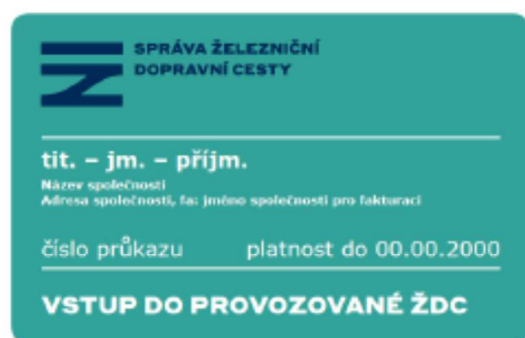 SPRÁVA ŽELEZNIČNÍ
DOPRAVNÍ CESTY
tit. – jm. – příjm.
Název společnosti
Adresa společnosti, fa: jméno společnosti pro fakturaci
číslo průkazu platnost do 00.00.2000
VSTUP DO PROVOZOVANÉ ŽDC